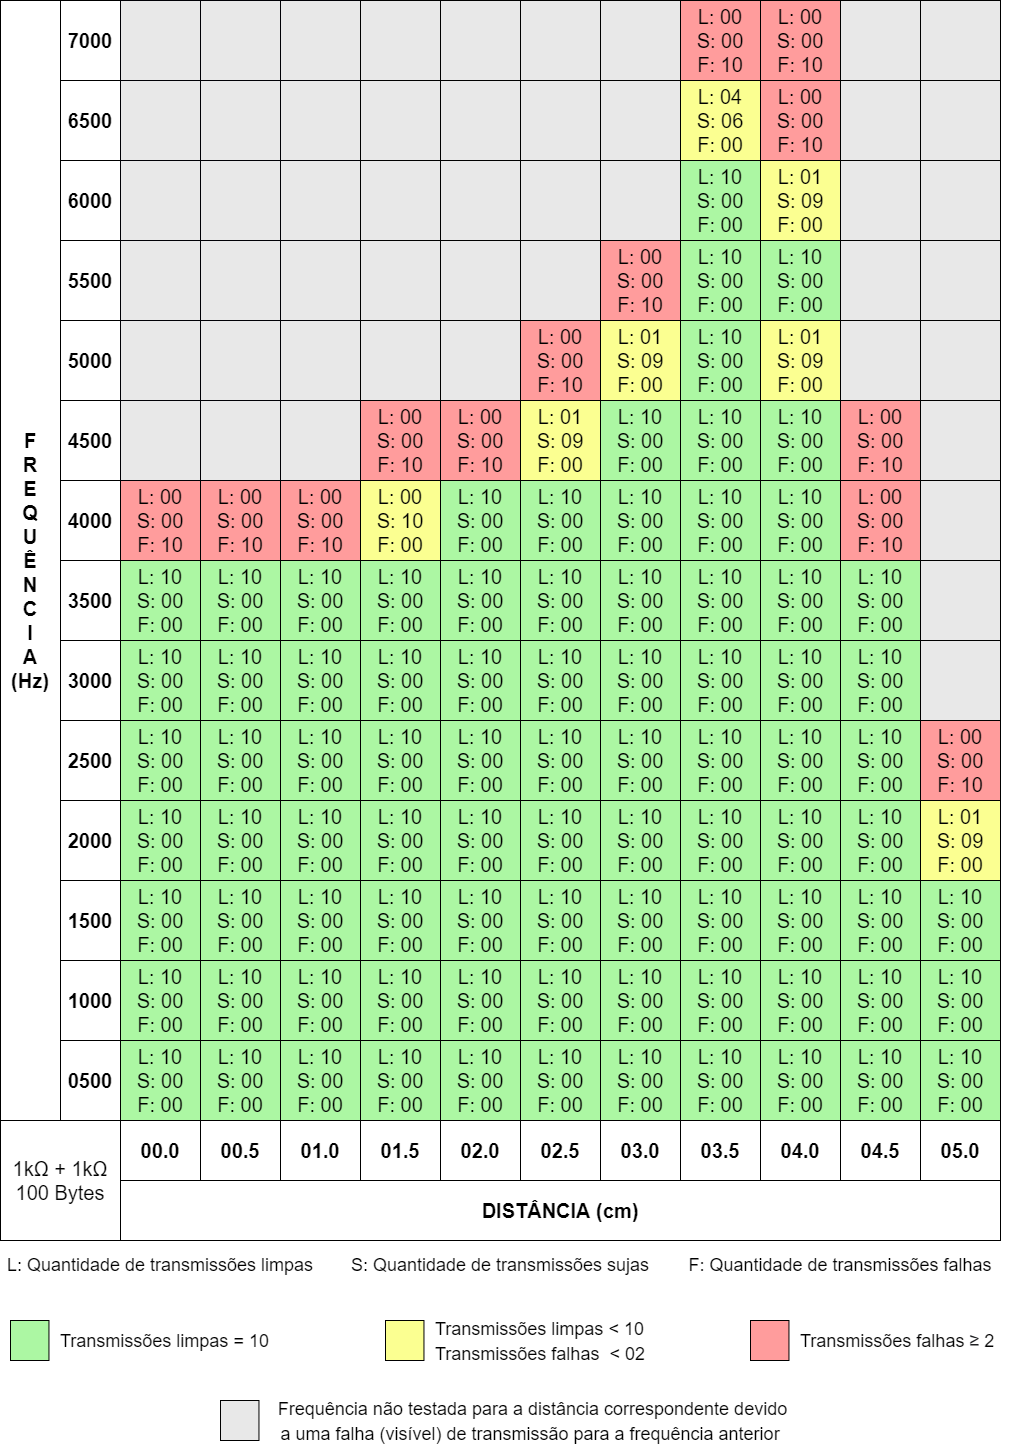 7000
L: 00 L: 00
S: 00 S: 00
F: 10 F: 10
6500
L: 04 L: 00
S: 06 S: 00
F: 00 F: 10
6000
L: 10 L: 01
S: 00 S: 09
F: 00 F: 00
5500
L: 00 L: 10 L: 10
S: 00 S: 00 S: 00
F: 10 F: 00 F: 00
5000
L: 00 L: 01 L: 10 L: 01
S: 00 S: 09 S: 00 S: 09
F: 10 F: 00 F: 00 F: 00
FREQUÊNCIA
(Hz)
4500
L: 00 L: 00 L: 01 L: 10 L: 10 L: 10 L: 00
S: 00 S: 00 S: 09 S: 00 S: 00 S: 00 S: 00
F: 10 F: 10 F: 00 F: 00 F: 00 F: 00 F: 10
4000
L: 00 L: 00 L: 00 L: 00 L: 10 L: 10 L: 10 L: 10 L: 10 L: 00
S: 00 S: 00 S: 00 S: 10 S: 00 S: 00 S: 00 S: 00 S: 00 S: 00
F: 10 F: 10 F: 10 F: 00 F: 00 F: 00 F: 00 F: 00 F: 00 F: 10
3500
L: 10 L: 10 L: 10 L: 10 L: 10 L: 10 L: 10 L: 10 L: 10 L: 10
S: 00 S: 00 S: 00 S: 00 S: 00 S: 00 S: 00 S: 00 S: 00 S: 00
F: 00 F: 00 F: 00 F: 00 F: 00 F: 00 F: 00 F: 00 F: 00 F: 00
3000
L: 10 L: 10 L: 10 L: 10 L: 10 L: 10 L: 10 L: 10 L: 10 L: 10
S: 00 S: 00 S: 00 S: 00 S: 00 S: 00 S: 00 S: 00 S: 00 S: 00
F: 00 F: 00 F: 00 F: 00 F: 00 F: 00 F: 00 F: 00 F: 00 F: 00
2500
L: 10 L: 10 L: 10 L: 10 L: 10 L: 10 L: 10 L: 10 L: 10 L: 10 L: 00
S: 00 S: 00 S: 00 S: 00 S: 00 S: 00 S: 00 S: 00 S: 00 S: 00 S: 00
F: 00 F: 00 F: 00 F: 00 F: 00 F: 00 F: 00 F: 00 F: 00 F: 00 F: 10
2000
L: 10 L: 10 L: 10 L: 10 L: 10 L: 10 L: 10 L: 10 L: 10 L: 10 L: 01
S: 00 S: 00 S: 00 S: 00 S: 00 S: 00 S: 00 S: 00 S: 00 S: 00 S: 09
F: 00 F: 00 F: 00 F: 00 F: 00 F: 00 F: 00 F: 00 F: 00 F: 00 F: 00
1500
L: 10 L: 10 L: 10 L: 10 L: 10 L: 10 L: 10 L: 10 L: 10 L: 10 L: 10
S: 00 S: 00 S: 00 S: 00 S: 00 S: 00 S: 00 S: 00 S: 00 S: 00 S: 00
F: 00 F: 00 F: 00 F: 00 F: 00 F: 00 F: 00 F: 00 F: 00 F: 00 F: 00
1000
L: 10 L: 10 L: 10 L: 10 L: 10 L: 10 L: 10 L: 10 L: 10 L: 10 L: 10
S: 00 S: 00 S: 00 S: 00 S: 00 S: 00 S: 00 S: 00 S: 00 S: 00 S: 00
F: 00 F: 00 F: 00 F: 00 F: 00 F: 00 F: 00 F: 00 F: 00 F: 00 F: 00
0500
L: 10 L: 10 L: 10 L: 10 L: 10 L: 10 L: 10 L: 10 L: 10 L: 10 L: 10
S: 00 S: 00 S: 00 S: 00 S: 00 S: 00 S: 00 S: 00 S: 00 S: 00 S: 00
F: 00 F: 00 F: 00 F: 00 F: 00 F: 00 F: 00 F: 00 F: 00 F: 00 F: 00
1kΩ + 1kΩ
100 Bytes
00.0 00.5 01.0 01.5 02.0 02.5 03.0 03.5 04.0 04.5 05.0
DISTÂNCIA (cm)
L: Quantidade de transmissões limpas S: Quantidade de transmissões sujas F: Quantidade de transmissões falhas
Transmissões limpas = 10
Transmissões limpas < 10
Transmissões falhas < 02
Transmissões falhas ≥ 2
Frequência não testada para a distância correspondente devido
a uma falha (visível) de transmissão para a frequência anterior